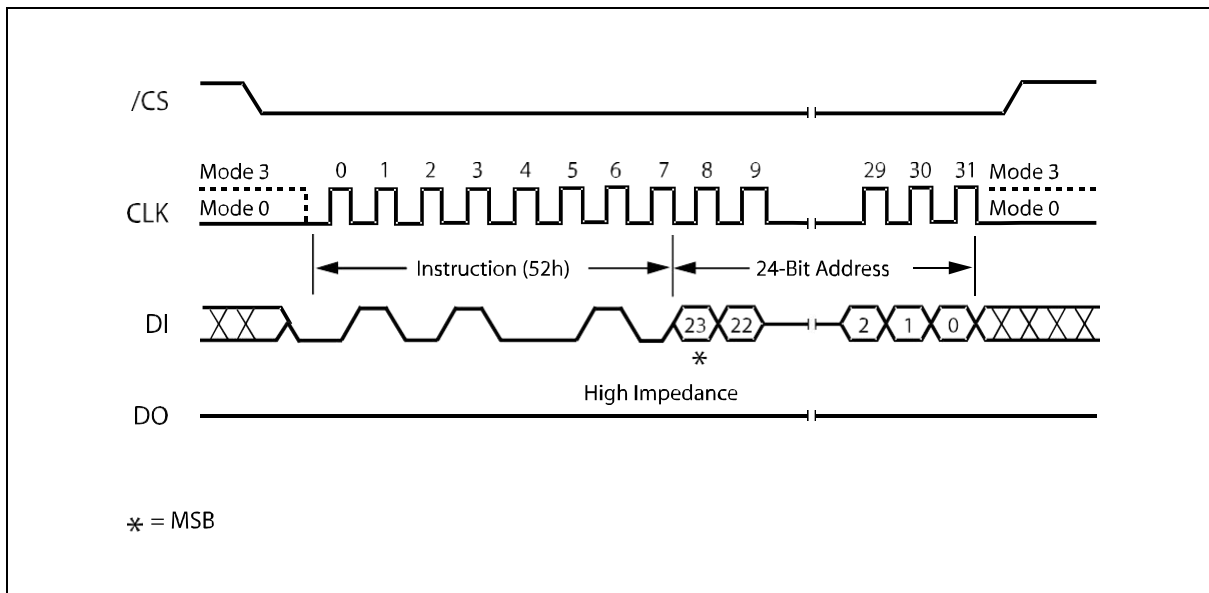 /CS
Mode 3 0 1 2 3 4 5 6 7 8 9 29 30 31 Mode 3
CLK Mode 0 Mode 0
Instruction (52h) 24-Bit Address
DI 23 22 2 1 0
*
High Impedance
DO
* = MSB